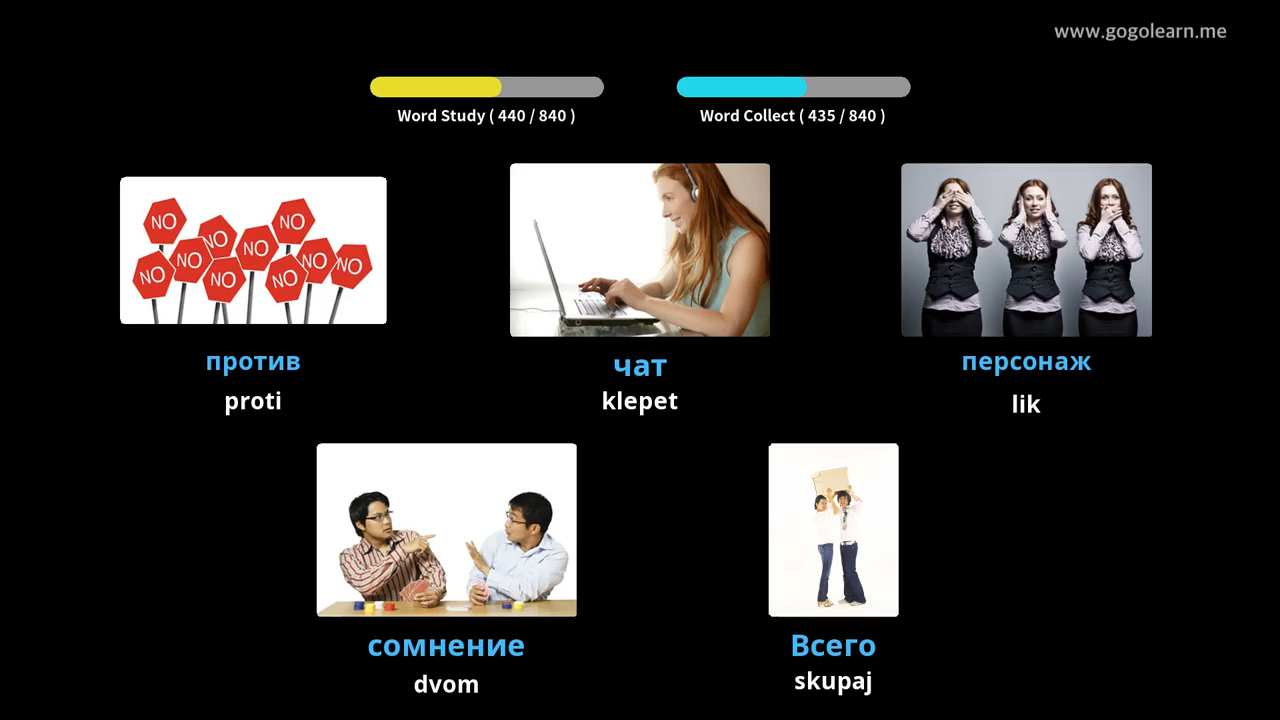 www.gogolearn.me
Word Study ( 440 / 840 )
Word Collect ( 435 / 840 )
NO
NO
NO
NO
NO
NO
NO
NO
NO
против
чат
персонаж
proti
klepet
lik
сомнение
Всего
dvom
skupaj